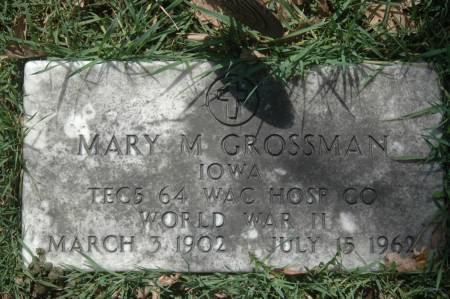 MARY M GROSSMAN
IOWA
TEC5 64 WAC HOSP CO
WORLD WAR II
MARCH 3 1902 JULY 15 1962